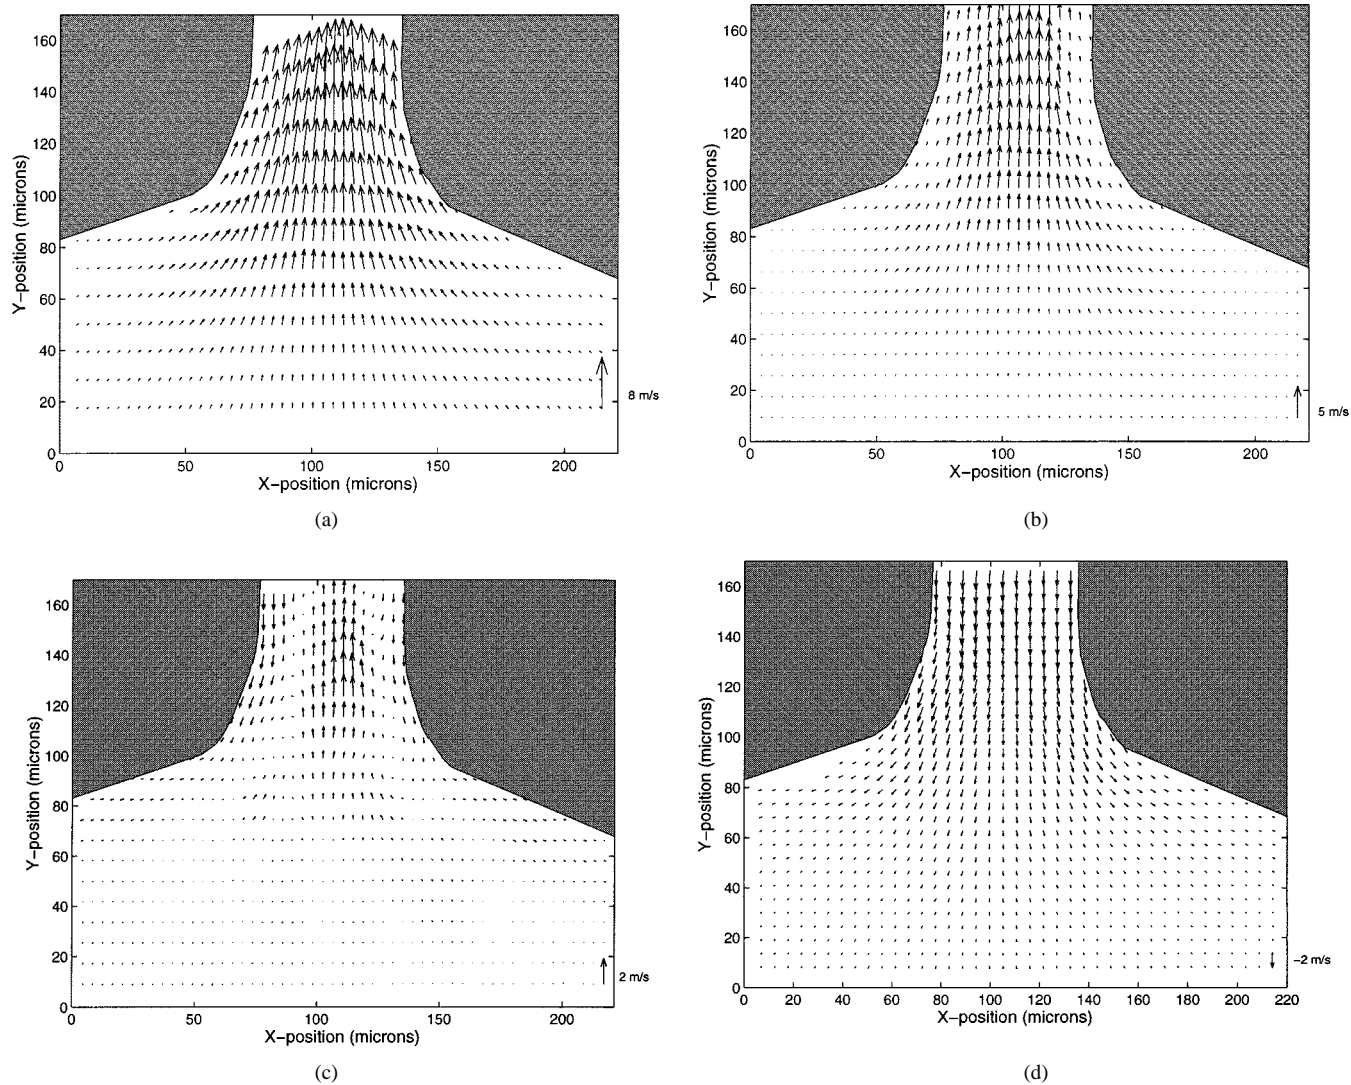 160
140
120
100
80
60
40
20
0
Y-position (microns)
8 m/s
0 50 100 150 200
X-position (microns)
(a)
160
140
120
100
80
60
40
20
0
Y-position (microns)
5 m/s
0 50 100 150 200
X-position (microns)
(b)
160
140
120
100
80
60
40
20
0
Y-position (microns)
2 m/s
0 50 100 150 200
X-position (microns)
(c)
160
140
120
100
80
60
40
20
0
Y-position (microns)
-2 m/s
0 20 40 60 80 100 120 140 160 180 200 220
X-position (microns)
(d)